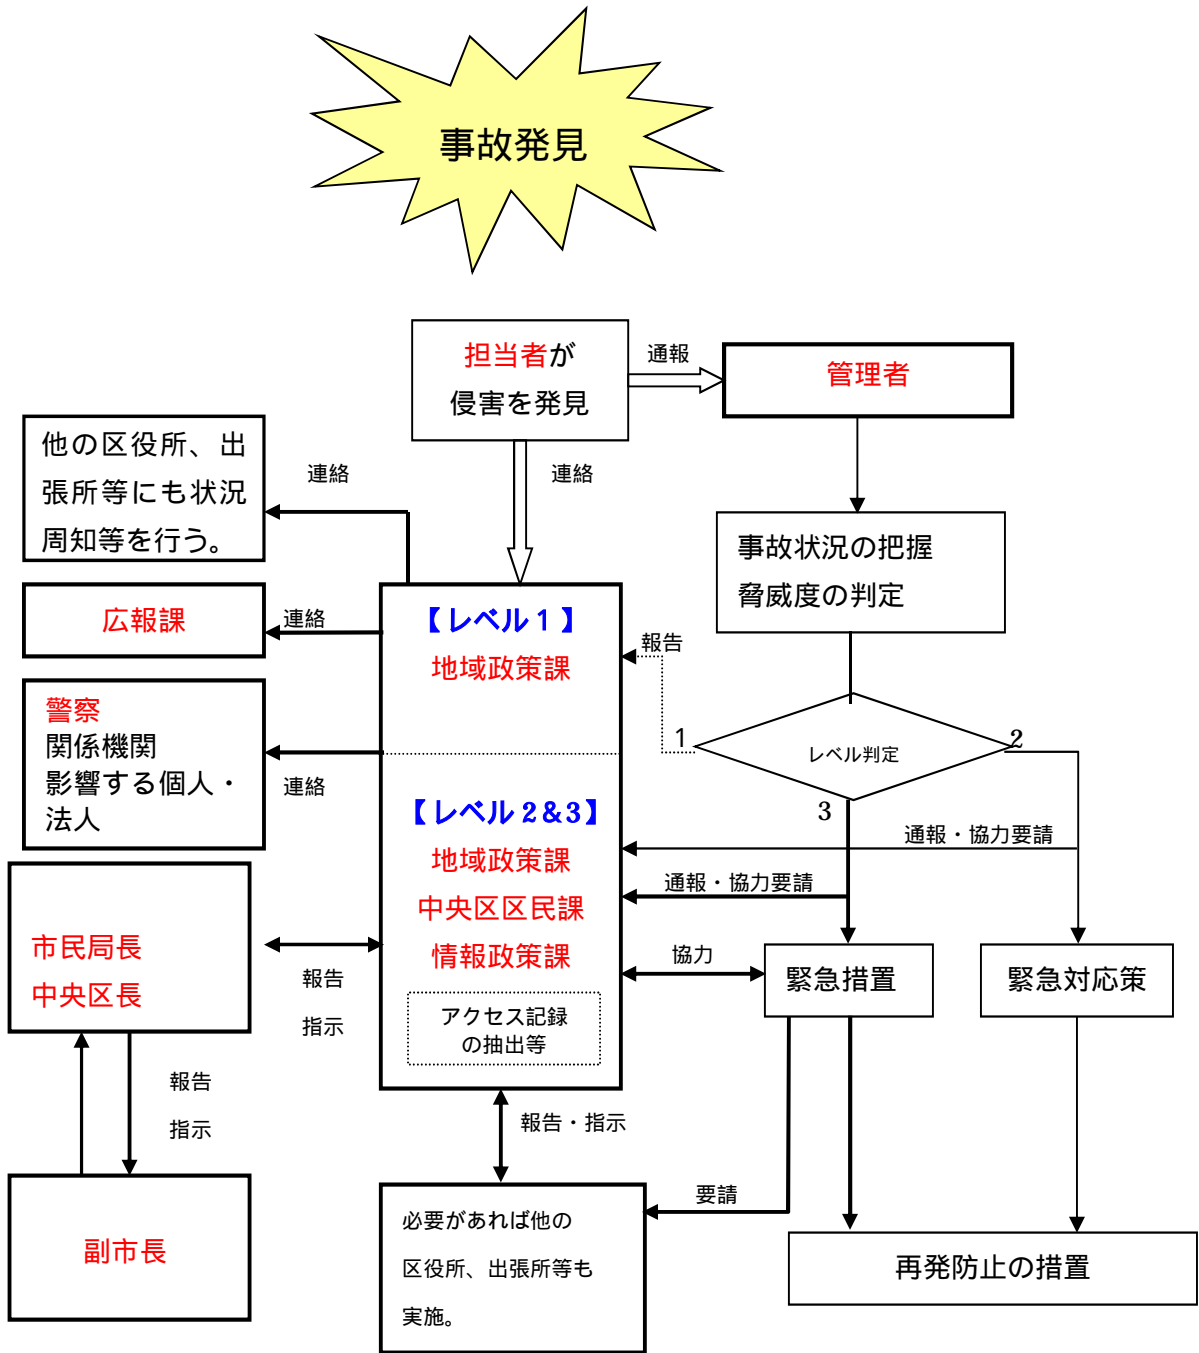 事故発見
担当者が
侵害を発見
通報
管理者
他の区役所、出
張所等にも状況
周知等を行う。
連絡
連絡
事故状況の把握
脅威度の判定
広報課
連絡
【レベル1】
地域政策課
報告
警察
関係機関
影響する個人・
法人
連絡
1
レベル判定
2
3
【レベル2&3】
地域政策課
中央区区民課
情報政策課
アクセス記録
の抽出等
通報・協力要請
通報・協力要請
市民局長
中央区長
報告
指示
協力
緊急措置
緊急対応策
報告
指示
報告・指示
副市長
必要があれば他の
区役所、出張所等も
実施。
要請
再発防止の措置